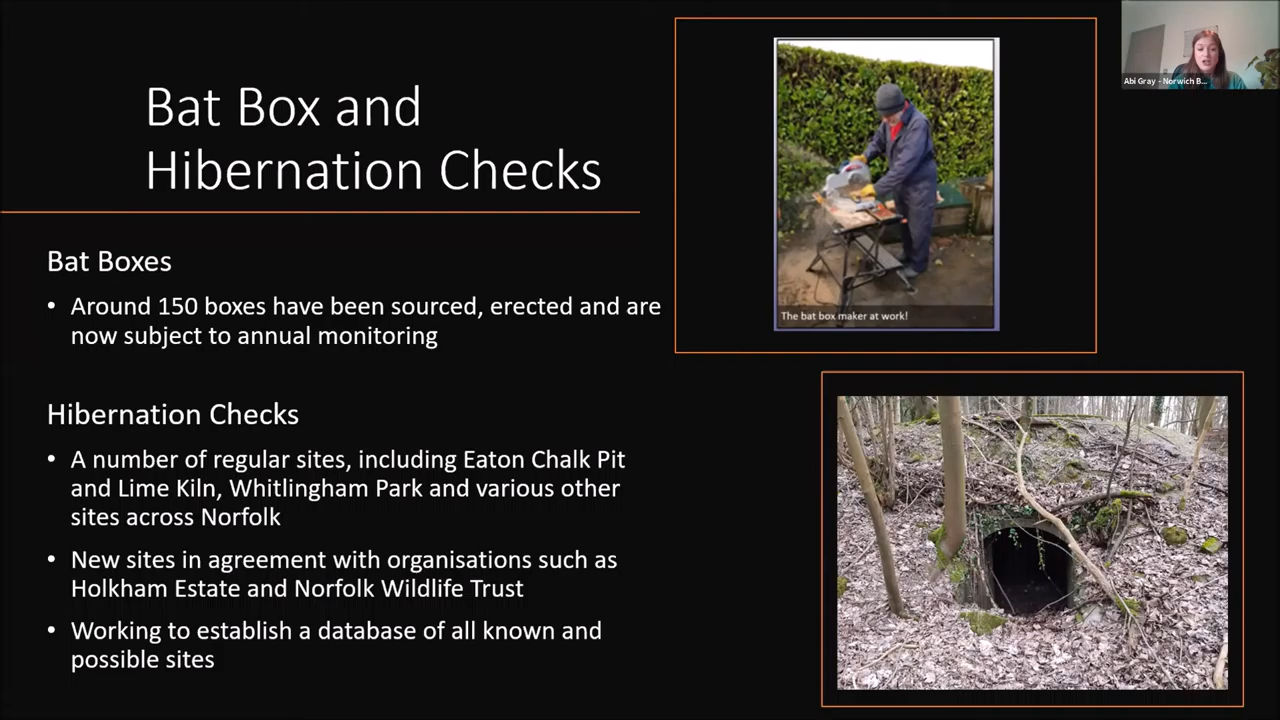 Bat Box and
Hibernation Checks
Bat Boxes
• Around 150 boxes have been sourced, erected and are
now subject to annual monitoring
Hibernation Checks
• A number of regular sites, including Eaton Chalk Pit
and Lime Kiln, Whitlingham Park and various other
sites across Norfolk
• New sites in agreement with organisations such as
Holkham Estate and Norfolk Wildlife Trust
• Working to establish a database of all known and
possible sites
The bat box maker at work!
Abi Gray - Norwich B...